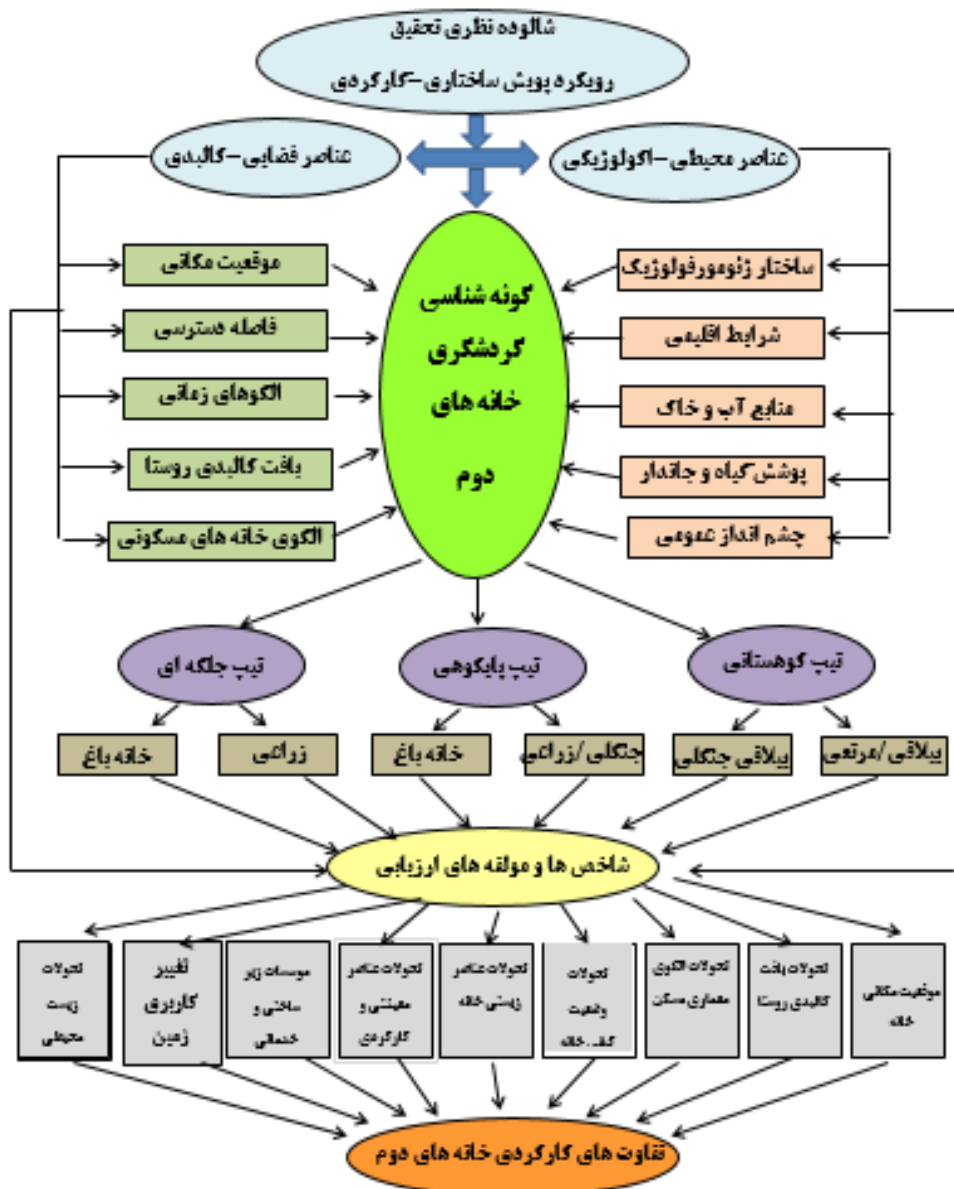 شالوده نظری تحقیق
رویکرد پویش ساختاری-کارکردی
عناصر محیطی-اکولوژیکی
عناصر فضایی-کالبدی
ساختار ژئومورفولوژیک
شرایط اقلیمی
منابع آب و خاک
پوشش گیاه و جاندار
چشم انداز عمومی
گونه شناسی
گردشگری
خانه های
دوم
موقعیت مکانی
فاصله دسترسی
الگوهای زمانی
بافت کالبدی روستا
الگوی خانه های مسکونی
تیپ کوهستانی
تیپ پایکوهی
تیپ جلگه ای
ییلاقی/مرتعی
ییلاقی جنگلی
جنگلی/زراعی
خانه باغ
زراعی
خانه باغ
شاخص ها و مولفه های ارزیابی
موقعیت مکانی
خانه
تحولات بافت
کالبدی روستا
تحولات الگوی
معماری مسکن
تحولات
وضعیت
خانه
تحولات عناصر
زیستی خانه
تحولات عناصر
معیشتی و
کارکردی
موسسات زیر
ساختی و
خدماتی
تغییر
کاربری
زمین
تحولات
زیست
محیطی
تفاوت های کارکردی خانه های دوم